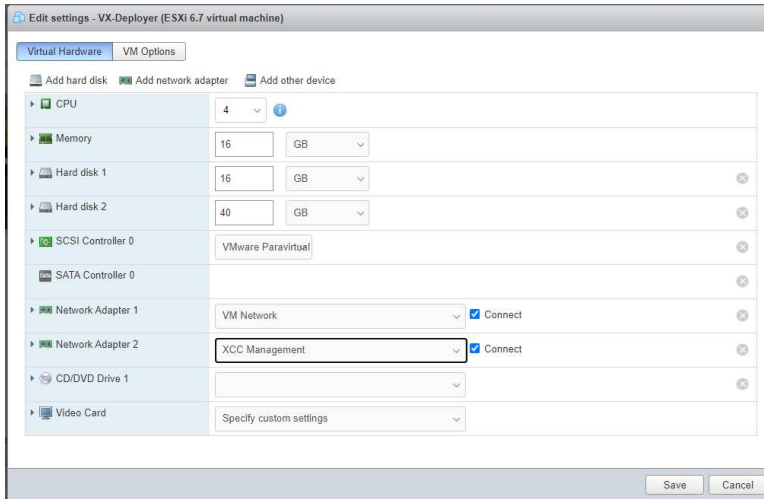 Edit settings - VX-Deployer (ESXi 6.7 virtual machine)
Virtual Hardware VM Options
Add hard disk Add network adapter Add other device
CPU 4
Memory 16 GB
Hard disk 1 16 GB
Hard disk 2 40 GB
SCSI Controller 0 VMware Paravirtual
SATA Controller 0
Network Adapter 1 VM Network Connect
Network Adapter 2 XCC Management Connect
CD/DVD Drive 1
Video Card Specify custom settings
Save Cancel